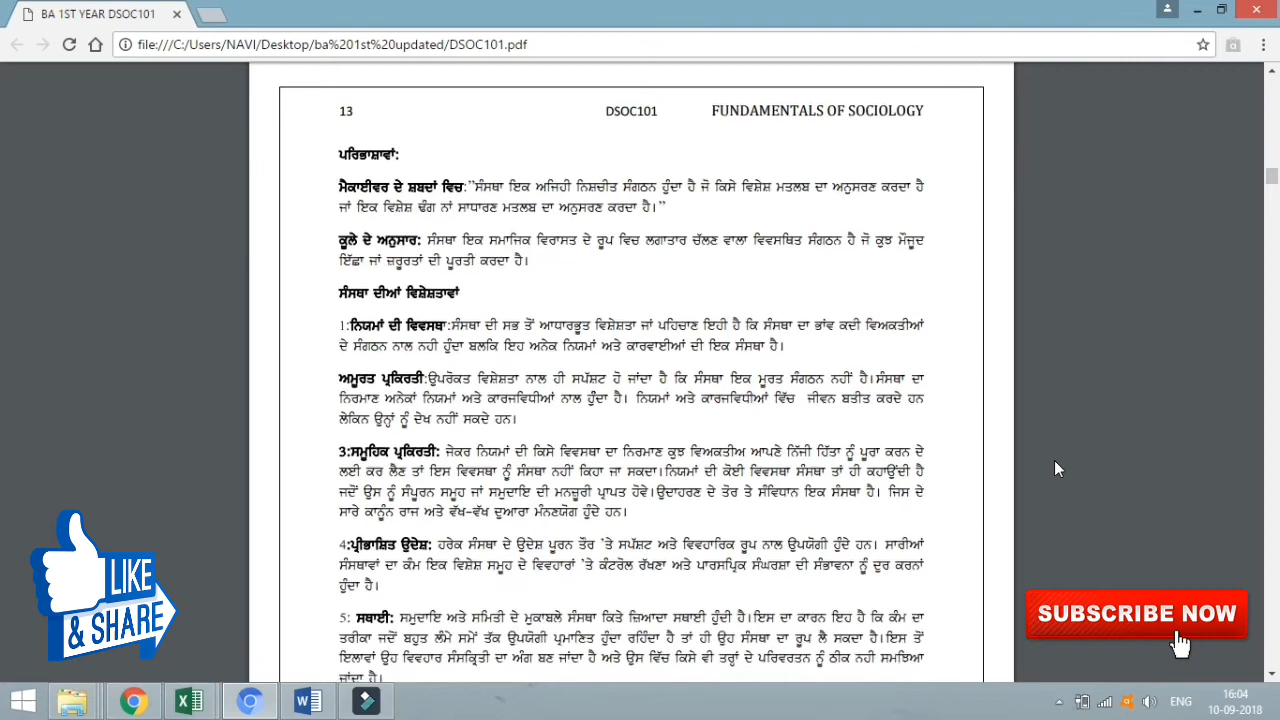 BA 1ST YEAR DSOC101
file:///C:/Users/NAVI/Desktop/ba%201st%20updated/DSOC101.pdf
13 DSOC101 FUNDAMENTALS OF SOCIOLOGY
ਪਰਿਭਾਸ਼ਾਵਾਂ:
ਮੈਕਾਈਵਰ ਦੇ ਸ਼ਬਦਾਂ ਵਿਚ:"ਸੰਸਥਾ ਇਕ ਅਜਿਹੀ ਨਿਸ਼ਚੀਤ ਸੰਗਠਨ ਹੁੰਦਾ ਹੈ ਜੋ ਕਿਸੇ ਵਿਸ਼ੇਸ਼ ਮਤਲਬ ਦਾ ਅਨੁਸਰਣ ਕਰਦਾ ਹੈ
ਜਾਂ ਇਕ ਵਿਸ਼ੇਸ਼ ਢੰਗ ਨਾਂ ਸਾਧਾਰਣ ਮਤਲਬ ਦਾ ਅਨੁਸਰਣ ਕਰਦਾ ਹੈ।"
ਕੂਲੇ ਦੇ ਅਨੁਸਾਰ: ਸੰਸਥਾ ਇਕ ਸਮਾਜਿਕ ਵਿਰਾਸਤ ਦੇ ਰੂਪ ਵਿਚ ਲਗਾਤਾਰ ਚੱਲਣ ਵਾਲਾ ਵਿਵਸਥਿਤ ਸੰਗਠਨ ਹੈ ਜੋ ਕੁਝ ਮੌਜੂਦ
ਇੱਛਾ ਜਾਂ ਜ਼ਰੂਰਤਾਂ ਦੀ ਪੂਰਤੀ ਕਰਦਾ ਹੈ।
ਸੰਸਥਾ ਦੀਆਂ ਵਿਸ਼ੇਸ਼ਤਾਵਾਂ
1:ਨਿਯਮਾਂ ਦੀ ਵਿਵਸਥਾ:ਸੰਸਥਾ ਦੀ ਸਭ ਤੋਂ ਆਧਾਰਭੂਤ ਵਿਸ਼ੇਸ਼ਤਾ ਜਾਂ ਪਹਿਚਾਣ ਇਹੀ ਹੈ ਕਿ ਸੰਸਥਾ ਦਾ ਭਾਂਵ ਕਦੀ ਵਿਅਕਤੀਆਂ
ਦੇ ਸੰਗਠਨ ਨਾਲ ਨਹੀ ਹੁੰਦਾ ਬਲਕਿ ਇਹ ਅਨੇਕ ਨਿਯਮਾਂ ਅਤੇ ਕਾਰਵਾਈਆਂ ਦੀ ਇਕ ਸੰਸਥਾ ਹੈ।
ਅਮੂਰਤ ਪ੍ਰਕਿਰਤੀ:ਉਪਰੋਕਤ ਵਿਸ਼ੇਸ਼ਤਾ ਨਾਲ ਹੀ ਸਪੱਸ਼ਟ ਹੋ ਜਾਂਦਾ ਹੈ ਕਿ ਸੰਸਥਾ ਇਕ ਮੂਰਤ ਸੰਗਠਨ ਨਹੀਂ ਹੈ।ਸੰਸਥਾ ਦਾ
ਨਿਰਮਾਣ ਅਨੇਕਾਂ ਨਿਯਮਾਂ ਅਤੇ ਕਾਰਜਵਿਧੀਆਂ ਨਾਲ ਹੁੰਦਾ ਹੈ। ਨਿਯਮਾਂ ਅਤੇ ਕਾਰਜਵਿਧੀਆਂ ਵਿੱਚ ਜੀਵਨ ਬਤੀਤ ਕਰਦੇ ਹਨ
ਲੇਕਿਨ ਉਨ੍ਹਾਂ ਨੂੰ ਦੇਖ ਨਹੀਂ ਸਕਦੇ ਹਨ।
3:ਸਮੂਹਿਕ ਪ੍ਰਕਿਰਤੀ: ਜੇਕਰ ਨਿਯਮਾਂ ਦੀ ਕਿਸੇ ਵਿਵਸਥਾ ਦਾ ਨਿਰਮਾਣ ਕੁਝ ਵਿਅਕਤੀਅ ਆਪਣੇ ਨਿੱਜੀ ਹਿੱਤਾ ਨੂੰ ਪੂਰਾ ਕਰਨ ਦੇ
ਲਈ ਕਰ ਲੈਣ ਤਾਂ ਇਸ ਵਿਵਸਥਾ ਨੂੰ ਸੰਸਥਾ ਨਹੀਂ ਕਿਹਾ ਜਾ ਸਕਦਾ।ਨਿਯਮਾਂ ਦੀ ਕੋਈ ਵਿਵਸਥਾ ਸੰਸਥਾ ਤਾਂ ਹੀ ਕਹਾਉਂਦੀ ਹੈ
ਜਦੋਂ ਉਸ ਨੂੰ ਸੰਪੂਰਨ ਸਮੂਹ ਜਾਂ ਸਮੁਦਾਇ ਦੀ ਮਨਜ਼ੂਰੀ ਪ੍ਰਾਪਤ ਹੋਵੇ।ਉਦਾਹਰਣ ਦੇ ਤੋਰ ਤੇ ਸੰਵਿਧਾਨ ਇਕ ਸੰਸਥਾ ਹੈ। ਜਿਸ ਦੇ
ਸਾਰੇ ਕਾਨੂੰਨ ਰਾਜ ਅਤੇ ਵੱਖ-ਵੱਖ ਦੁਆਰਾ ਮੰਨਣਯੋਗ ਹੁੰਦੇ ਹਨ।
4:ਪ੍ਰੀਭਾਸ਼ਿਤ ਉਦੇਸ਼: ਹਰੇਕ ਸੰਸਥਾ ਦੇ ਉਦੇਸ਼ ਪੂਰਨ ਤੌਰ 'ਤੇ ਸਪੱਸ਼ਟ ਅਤੇ ਵਿਵਹਾਰਿਕ ਰੂਪ ਨਾਲ ਉਪਯੋਗੀ ਹੁੰਦੇ ਹਨ। ਸਾਰੀਆਂ
ਸੰਸਥਾਵਾਂ ਦਾ ਕੰਮ ਇਕ ਵਿਸ਼ੇਸ਼ ਸਮੂਹ ਦੇ ਵਿਵਹਾਰਾਂ 'ਤੇ ਕੰਟਰੋਲ ਰੱਖਣਾ ਅਤੇ ਪਾਰਸਪ੍ਰਿਕ ਸੰਘਰਸ਼ਾ ਦੀ ਸੰਭਾਵਨਾ ਨੂੰ ਦੁਰ ਕਰਨਾਂ
ਹੁੰਦਾ ਹੈ।
5: ਸਥਾਈ: ਸਮੁਦਾਇ ਅਤੇ ਸਮਿਤੀ ਦੇ ਮੁਕਾਬਲੇ ਸੰਸਥਾ ਕਿਤੇ ਜ਼ਿਆਦਾ ਸਥਾਈ ਹੁੰਦੀ ਹੈ।ਇਸ ਦਾ ਕਾਰਨ ਇਹ ਹੈ ਕਿ ਕੰਮ ਦਾ
ਤਰੀਕਾ ਜਦੋਂ ਬਹੁਤ ਲੰਮੇ ਸਮੇਂ ਤੱਕ ਉਪਯੋਗੀ ਪ੍ਰਮਾਣਿਤ ਹੁੰਦਾ ਰਹਿੰਦਾ ਹੈ ਤਾਂ ਹੀ ਉਹ ਸੰਸਥਾ ਦਾ ਰੂਪ ਲੈ ਸਕਦਾ ਹੈ।ਇਸ ਤੋਂ
ਇਲਾਵਾਂ ਉਹ ਵਿਵਹਾਰ ਸੰਸਕ੍ਰਿਤੀ ਦਾ ਅੰਗ ਬਣ ਜਾਂਦਾ ਹੈ ਅਤੇ ਉਸ ਵਿੱਚ ਕਿਸੇ ਵੀ ਤਰ੍ਹਾਂ ਦੇ ਪਰਿਵਰਤਨ ਨੂੰ ਠੀਕ ਨਹੀ ਸਮਝਿਆ
ਜਾਂਦਾ ਹੈ।
LIKE
& SHARE
SUBSCRIBE NOW
ENG
16:04
10-09-2018